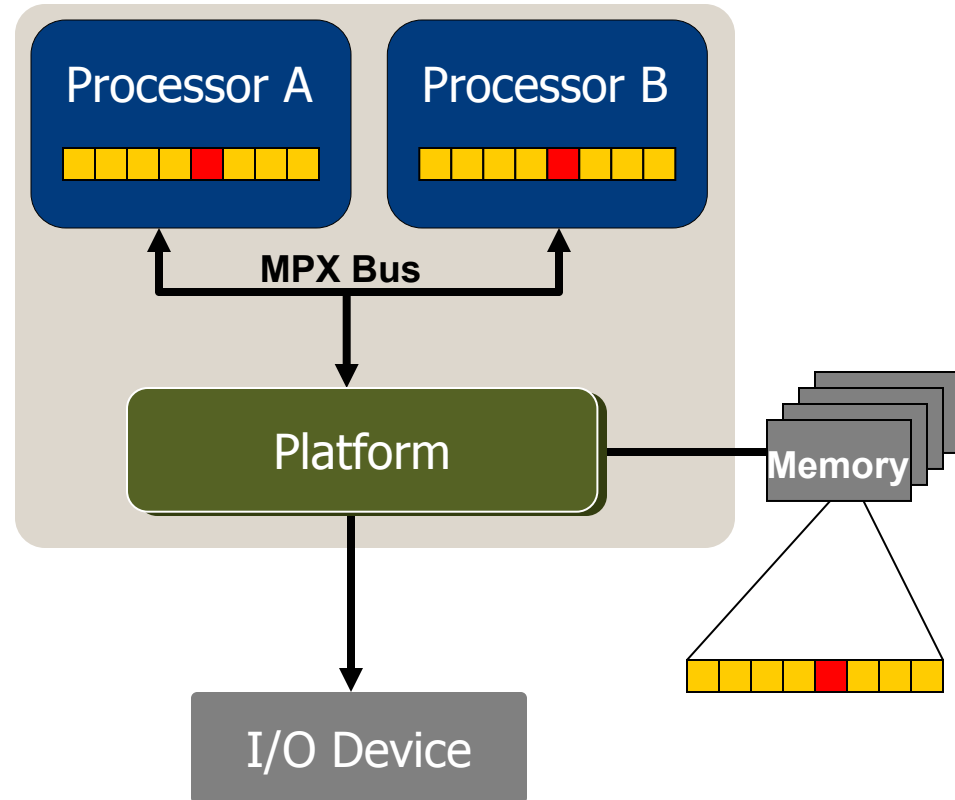 Processor A
Processor B
MPX Bus
Platform
Memory
I/O Device